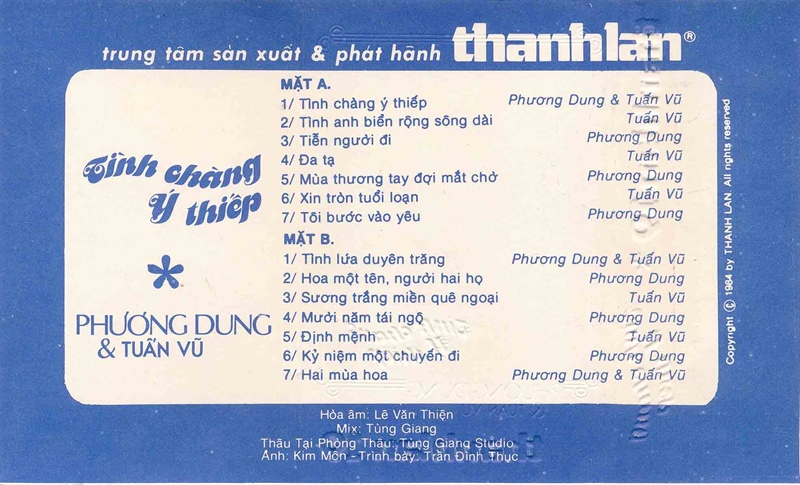 trung tâm sản xuất & phát hành thanhlan®
Tình chàng
Ý thiếp
*
PHƯỢNG DUNG
& TUẤN VŨ
MẶT A.
1/ Tình chàng ý thiếp Phương Dung & Tuấn Vũ
2/ Tình anh biển rộng sông dài Tuấn Vũ
3/ Tiễn người đi Phương Dung
4/ Đa tạ Tuấn Vũ
5/ Mùa thương tay đợi mắt chờ Phương Dung
6/ Xin tròn tuổi loạn Tuấn Vũ
7/ Tôi bước vào yêu Phương Dung
MẶT B.
1/ Tình lứa duyên trăng Phương Dung & Tuấn Vũ
2/ Hoa một tên, người hai họ Phương Dung
3/ Sương trắng miền quê ngoại Tuấn Vũ
4/ Mười năm tái ngộ Phương Dung
5/ Định mệnh Tuấn Vũ
6/ Kỷ niệm một chuyến đi Phương Dung
7/ Hai mùa hoa Phương Dung & Tuấn Vũ
Copyright © 1984 by THANH LAN. All rights reserved
Hòa âm: Lê Văn Thiện
Mix: Tùng Giang
Thâu Tại Phòng Thâu: Tùng Giang Studio
Ảnh: Kim Môn - Trình bày: Trần Đình Thục